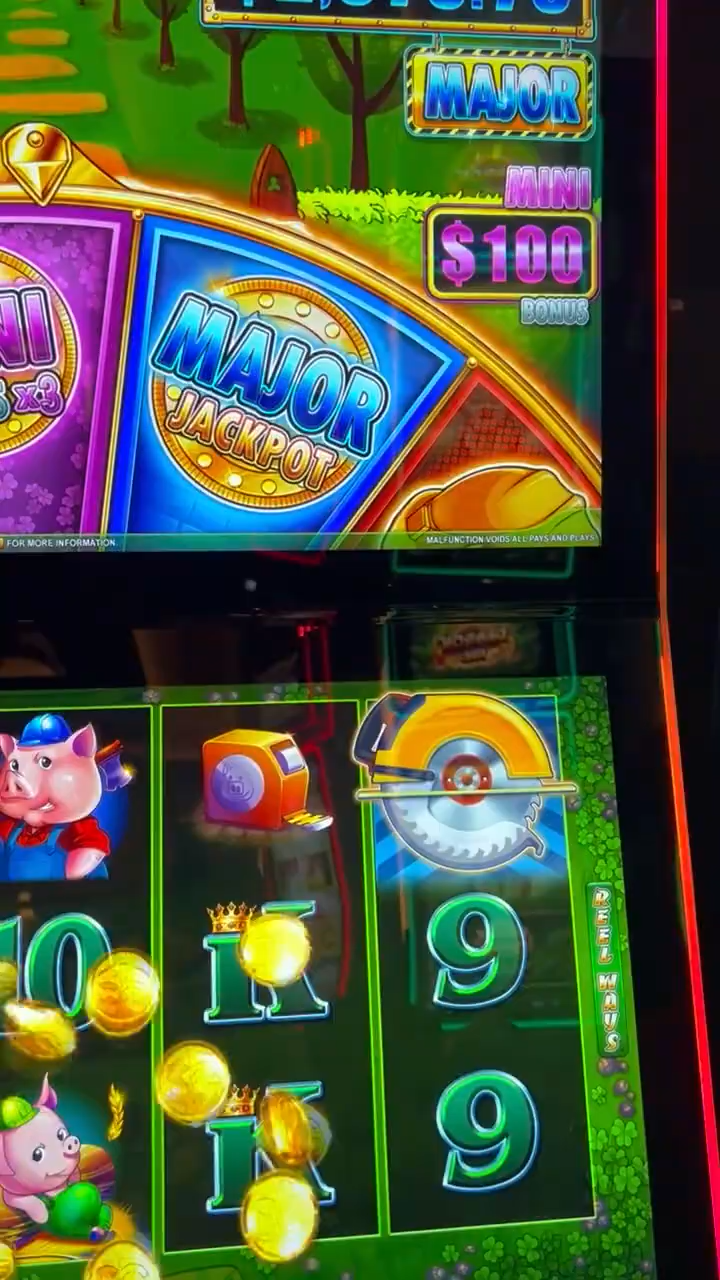 MAJOR
MINI
$100
BONUS
x3
MAJOR
JACKPOT
FOR MORE INFORMATION.
MALFUNCTION VOIDS ALL PAYS AND PLAYS
10
K
9
REEL WAYS
K
9